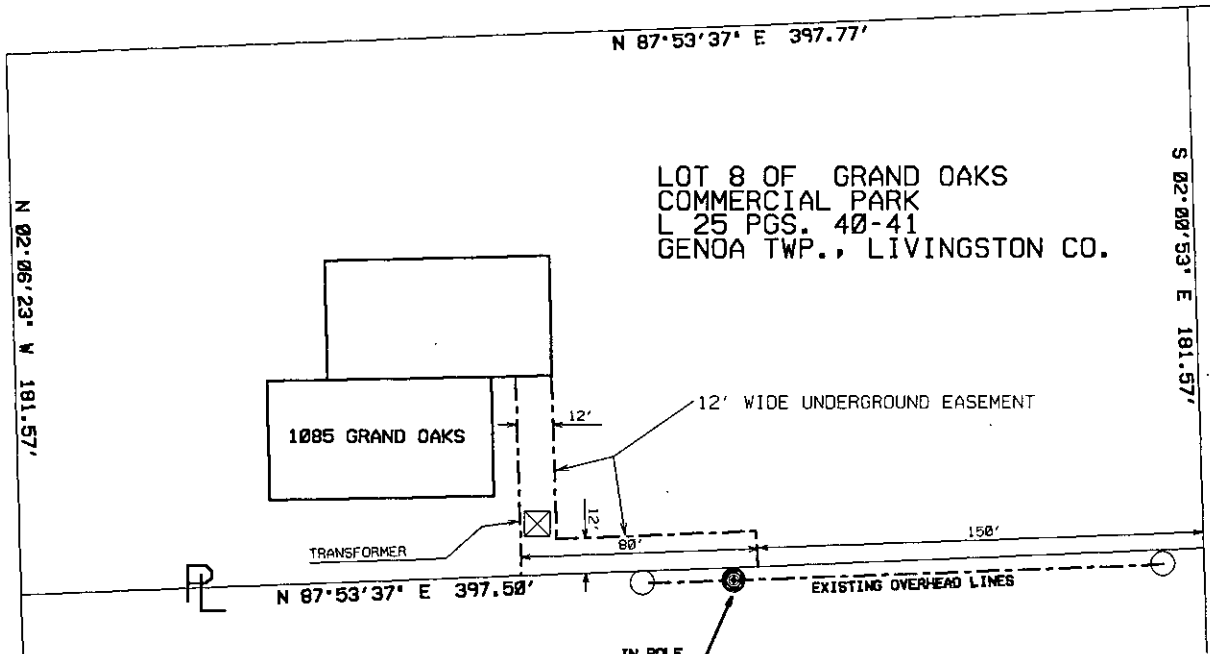 N 87°53'37" E 397.77'
LOT 8 OF GRAND OAKS
COMMERCIAL PARK
L 25 PGS. 40-41
GENOA TWP., LIVINGSTON CO.
N 02°06'23" W 181.57'
S 02°00'53" E 181.57'
12' WIDE UNDERGROUND EASEMENT
12'
1085 GRAND OAKS
12'
TRANSFORMER
80'
150'
PL
N 87°53'37" E 397.50'
EXISTING OVERHEAD LINES
POLE